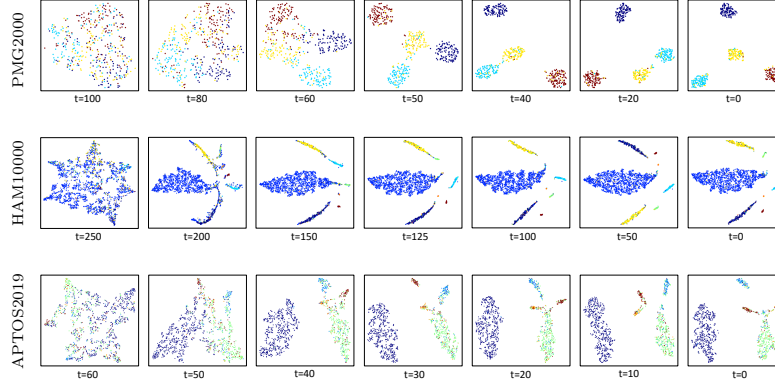 PMG2000
t=100 t=80 t=60 t=50 t=40 t=20 t=0
HAM10000
t=250 t=200 t=150 t=125 t=100 t=50 t=0
APTOS2019
t=60 t=50 t=40 t=30 t=20 t=10 t=0